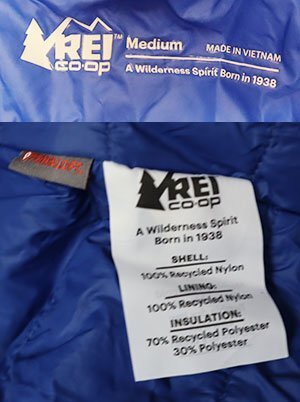 REI™
co·op
Medium
MADE IN VIETNAM
A Wilderness Spirit Born in 1938
REI
co·op
A Wilderness Spirit
Born in 1938
SHELL:
100% Recycled Nylon
LINING:
100% Recycled Nylon
INSULATION:
70% Recycled Polyester
30% Polyester